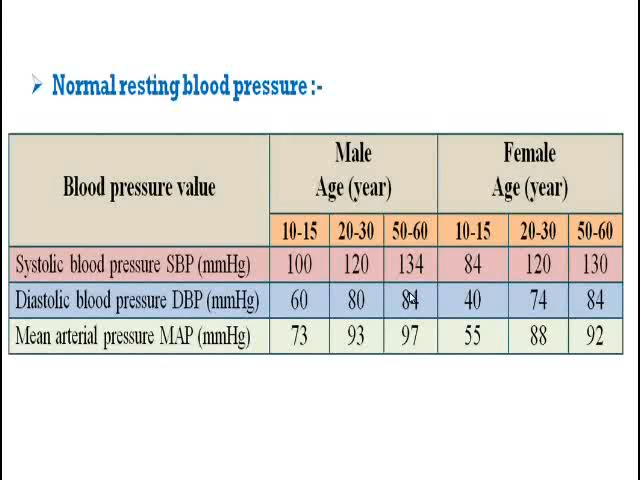 Normal resting blood pressure :-
Blood pressure value
Male
Age (year)
Female
Age (year)
10-15 20-30 50-60 10-15 20-30 50-60
Systolic blood pressure SBP (mmHg) 100 120 134 84 120 130
Diastolic blood pressure DBP (mmHg) 60 80 84 40 74 84
Mean arterial pressure MAP (mmHg) 73 93 97 55 88 92